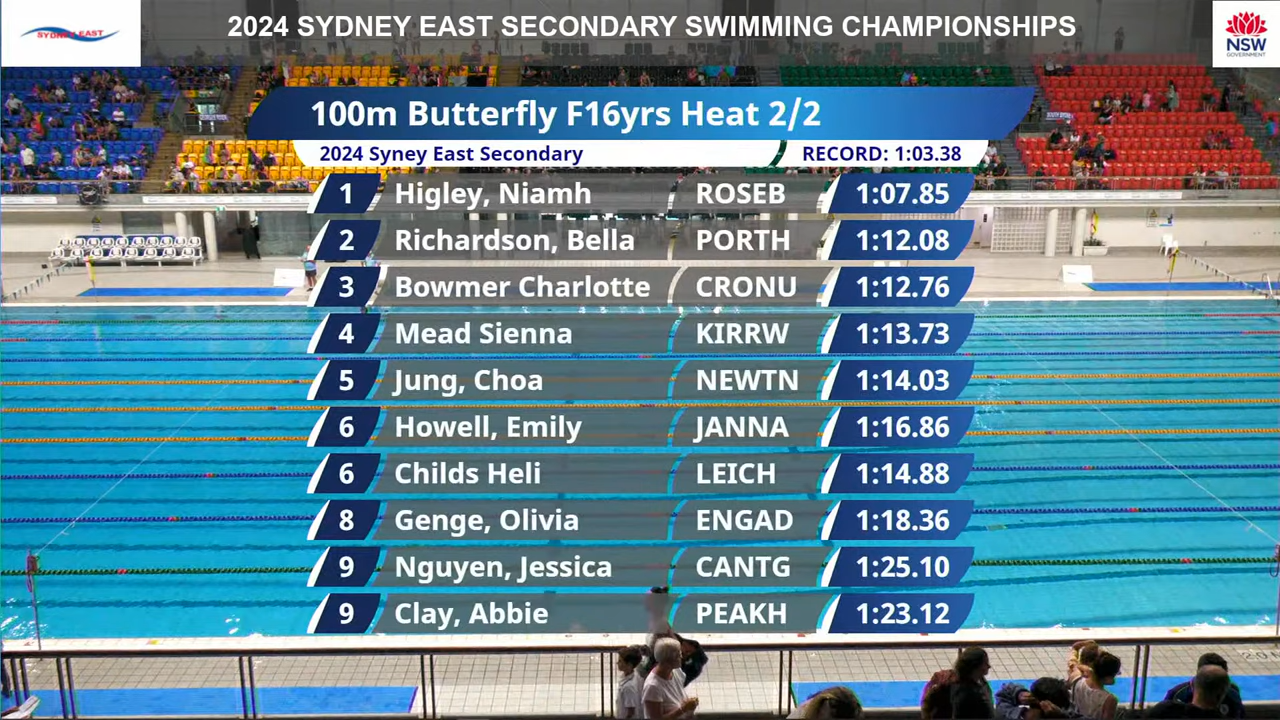 2024 SYDNEY EAST SECONDARY SWIMMING CHAMPIONSHIPS
SYDNEY EAST
NSW
GOVERNMENT
100m Butterfly F16yrs Heat 2/2
2024 Syney East Secondary RECORD: 1:03.38
1 Higley, Niamh ROSEB 1:07.85
2 Richardson, Bella PORTH 1:12.08
3 Bowmer Charlotte CRONU 1:12.76
4 Mead Sienna KIRRW 1:13.73
5 Jung, Choa NEWTN 1:14.03
6 Howell, Emily JANNA 1:16.86
6 Childs Heli LEICH 1:14.88
8 Genge, Olivia ENGAD 1:18.36
9 Nguyen, Jessica CANTG 1:25.10
9 Clay, Abbie PEAKH 1:23.12